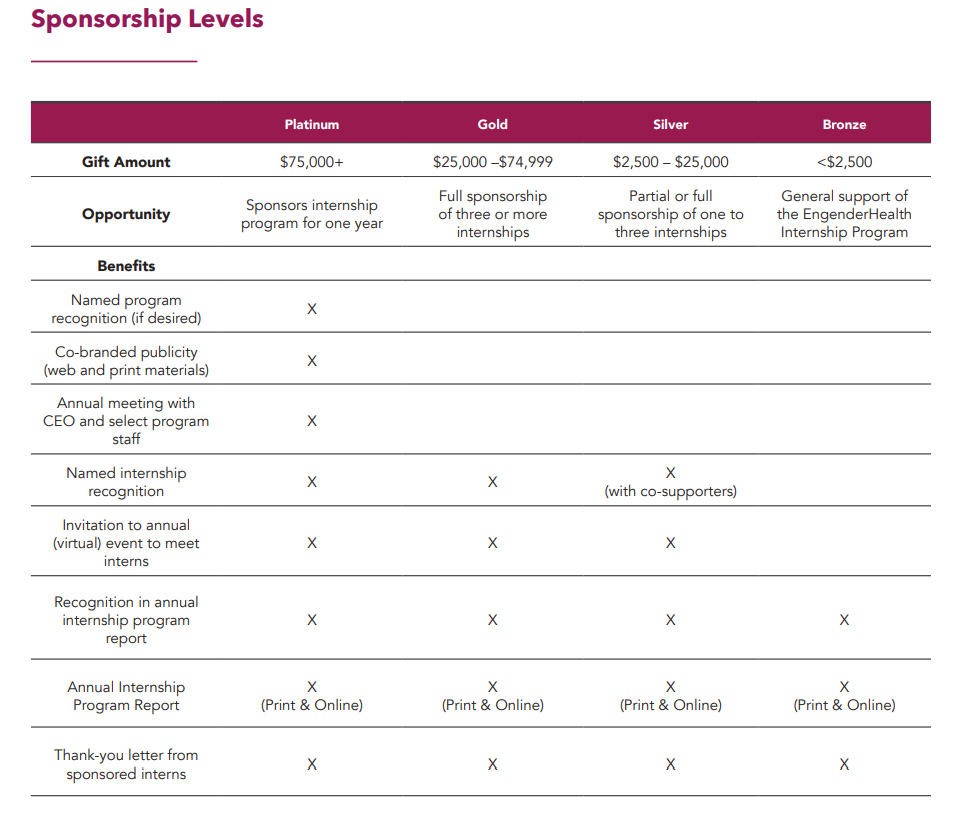 Sponsorship Levels
Platinum Gold Silver Bronze
Gift Amount $75,000+ $25,000 –$74,999 $2,500 – $25,000 <$2,500
Opportunity
Sponsors internship
program for one year
Full sponsorship
of three or more
internships
Partial or full
sponsorship of one to
three internships
General support of
the EngenderHealth
Internship Program
Benefits
Named program
recognition (if desired)
X
Co-branded publicity
(web and print materials)
X
Annual meeting with
CEO and select program
staff
X
Named internship
recognition
X
X
X
(with co-supporters)
Invitation to annual
(virtual) event to meet
interns
X
X
X
Recognition in annual
internship program
report
X
X
X
X
Annual Internship
Program Report
X
(Print & Online)
X
(Print & Online)
X
(Print & Online)
X
(Print & Online)
Thank-you letter from
sponsored interns
X
X
X
X